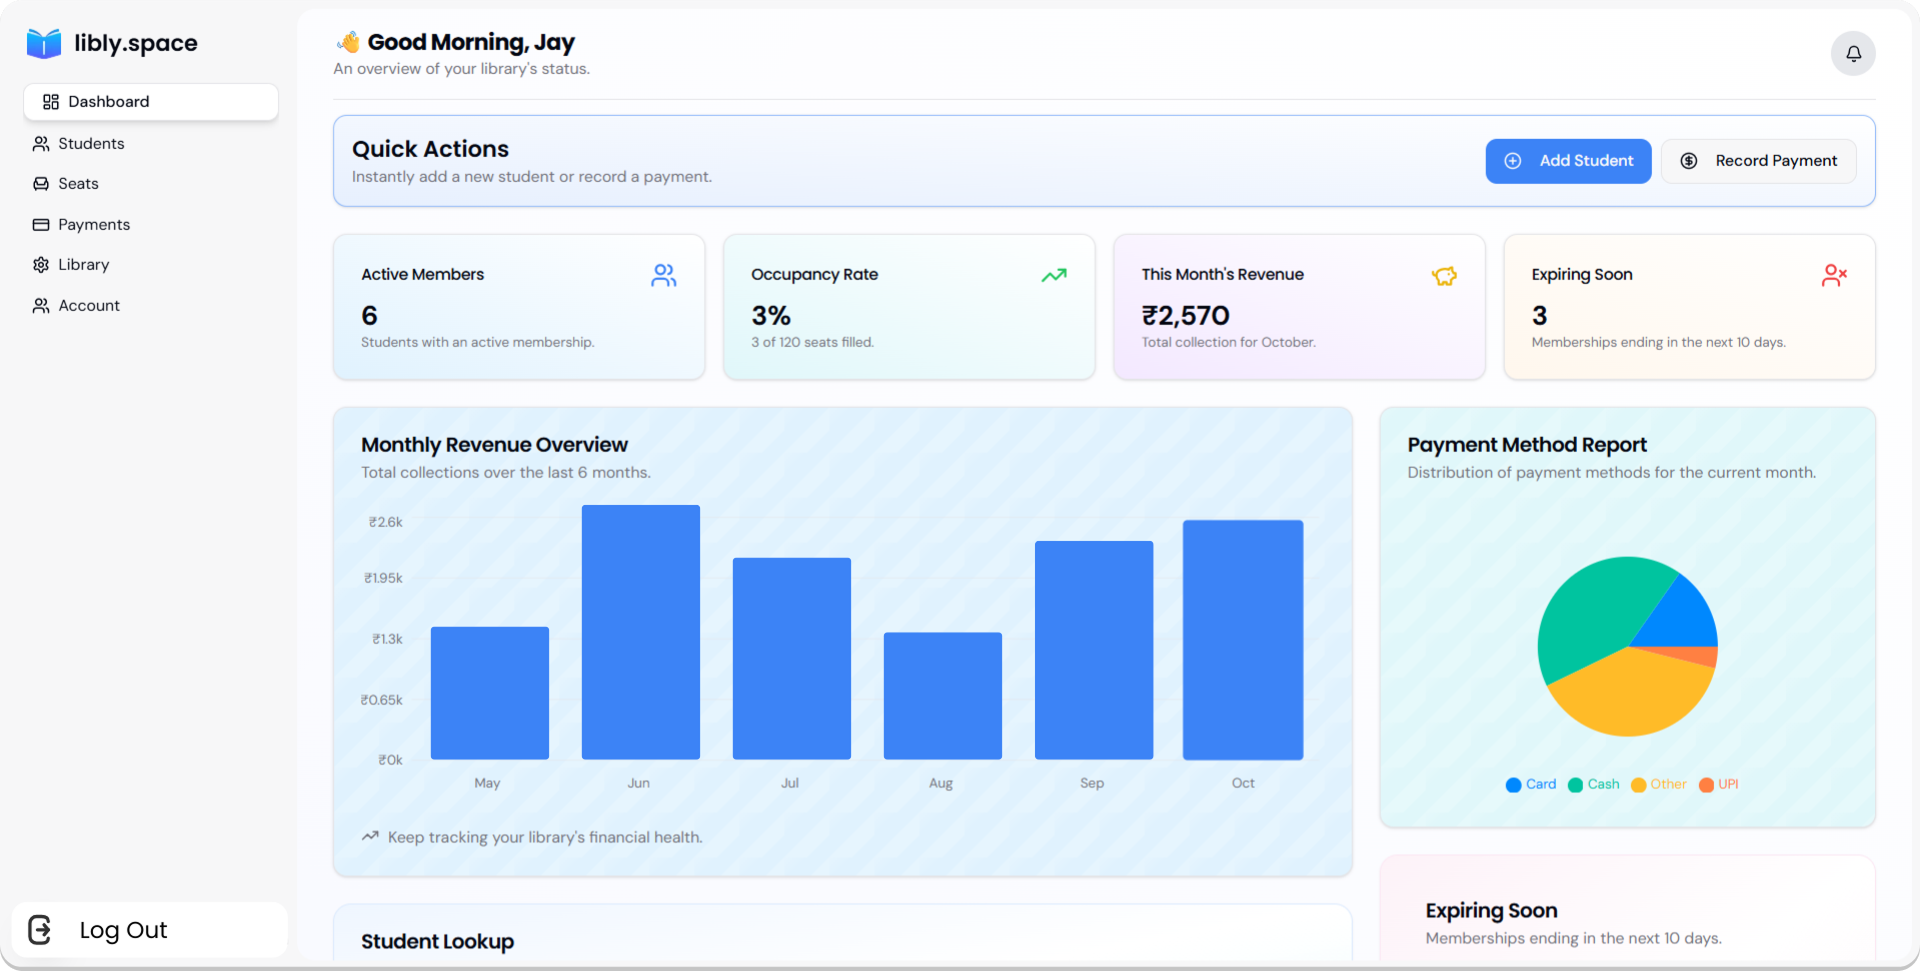 libly.space
Dashboard
Students
Seats
Payments
Library
Account
Log Out
👋 Good Morning, Jay
An overview of your library's status.
Quick Actions
Instantly add a new student or record a payment.
Add Student
Record Payment
Active Members
6
Students with an active membership.
Occupancy Rate
3%
3 of 120 seats filled.
This Month's Revenue
₹2,570
Total collection for October.
Expiring Soon
3
Memberships ending in the next 10 days.
Monthly Revenue Overview
Total collections over the last 6 months.
₹2.6k
₹1.95k
₹1.3k
₹0.65k
₹0k
May Jun Jul Aug Sep Oct
Keep tracking your library's financial health.
Payment Method Report
Distribution of payment methods for the current month.
Card Cash Other UPI
Student Lookup
Expiring Soon
Memberships ending in the next 10 days.